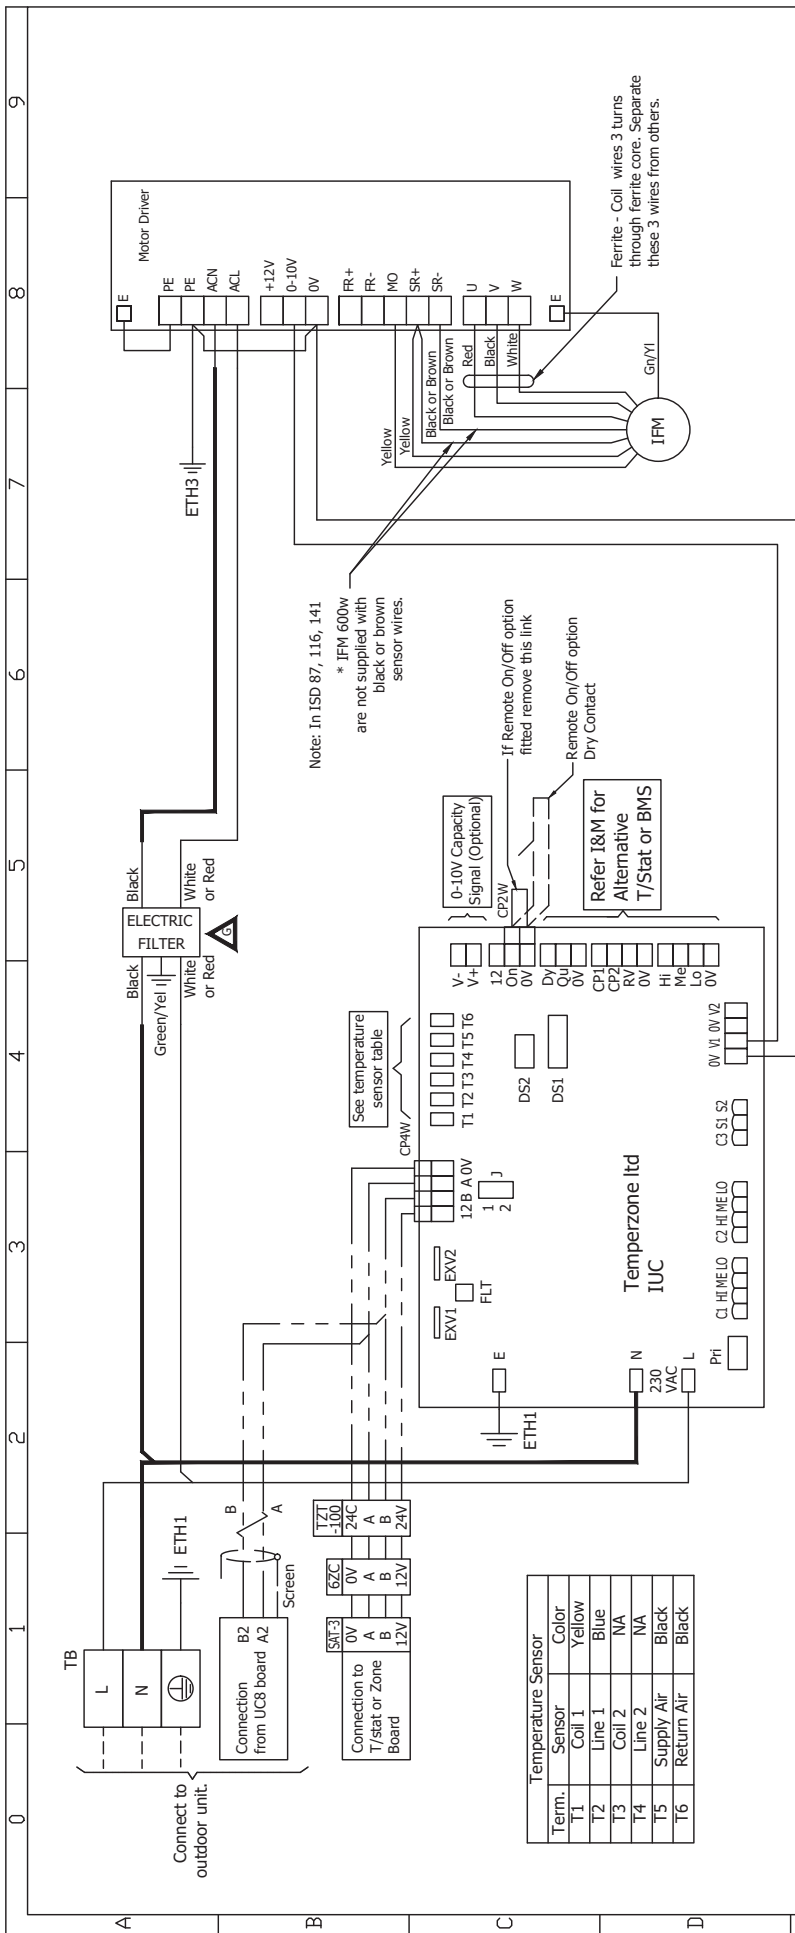 0
1
2
3
4
5
6
7
8
9
A
B
C
D
Connect to
outdoor unit.
TB
L
N
ETH1
Black
Green/Yel
White
or Red
ELECTRIC
FILTER
G
Black
White
or Red
ETH3
Motor Driver
E
PE
PE
ACN
ACL
+12V
0-10V
0V
FR+
FR-
MO
SR+
SR-
U
V
W
E
Yellow
Yellow
Black or Brown
Black or Brown
Red
Black
White
Gn/Yl
IFM
Ferrite - Coil wires 3 turns
through ferrite core. Separate
these 3 wires from others.
Note: In ISD 87, 116, 141
* IFM 600w
are not supplied with
black or brown
sensor wires.
Connection
from UC8 board
B2
A2
Screen
B
A
Connection to
T/stat or Zone
Board
SAT-3
0V
A
B
12V
6ZC
0V
A
B
12V
TZT
-100
24C
A
B
24V
See temperature
sensor table
CP4W
12 B A 0V
T1 T2 T3 T4 T5 T6
1
2
J
EXV1
EXV2
FLT
DS2
DS1
E
ETH1
N
230
VAC
L
Pri
Temperzone ltd
IUC
C1 HI ME LO
C2 HI ME LO
C3 S1 S2
0V V1 0V V2
V-
V+
12
On
0V
Dy
Qu
0V
CP1
CP2
RV
0V
Hi
Me
Lo
0V
0-10V Capacity
Signal (Optional)
CP2W
If Remote On/Off option
fitted remove this link
Remote On/Off option
Dry Contact
Refer I&M for
Alternative
T/Stat or BMS
Temperature Sensor
Term. Sensor Color
T1 Coil 1 Yellow
T2 Line 1 Blue
T3 Coil 2 NA
T4 Line 2 NA
T5 Supply Air Black
T6 Return Air Black